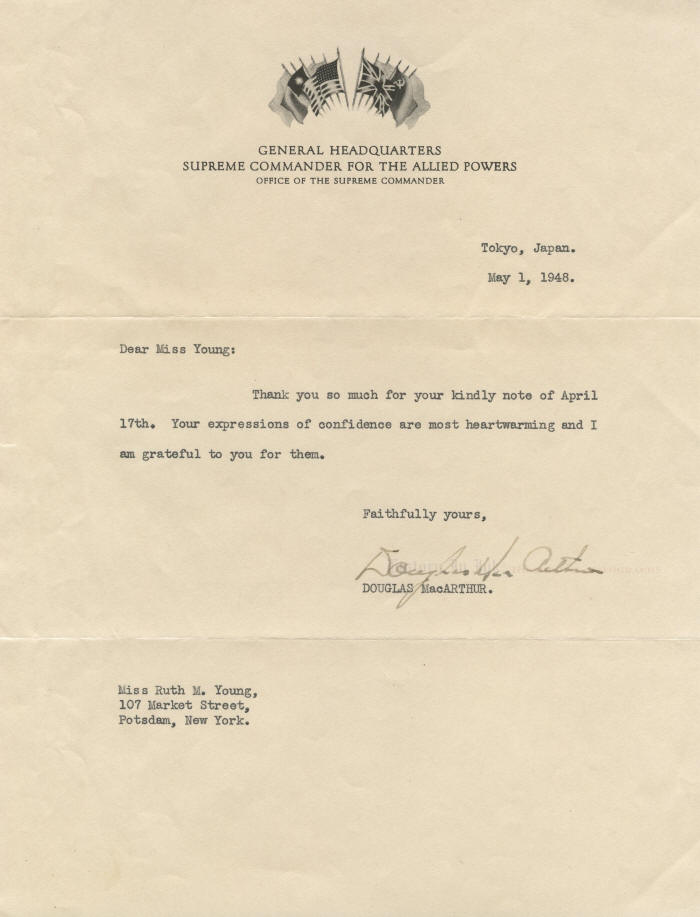 GENERAL HEADQUARTERS
SUPREME COMMANDER FOR THE ALLIED POWERS
OFFICE OF THE SUPREME COMMANDER
Tokyo, Japan.
May 1, 1948.
Dear Miss Young:
Thank you so much for your kindly note of April
17th. Your expressions of confidence are most heartwarming and I
am grateful to you for them.
Faithfully yours,
Douglas MacArthur
DOUGLAS MacARTHUR.
Miss Ruth M. Young,
107 Market Street,
Potsdam, New York.